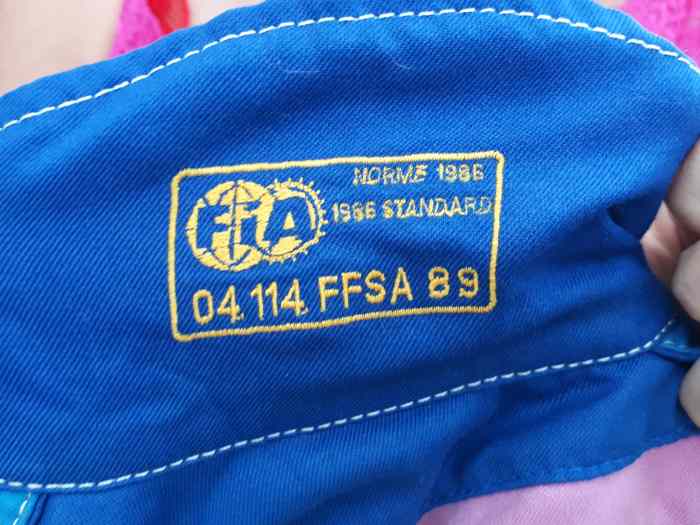 NORME 1986
FIA 1986 STANDARD
04.114.FFSA 89